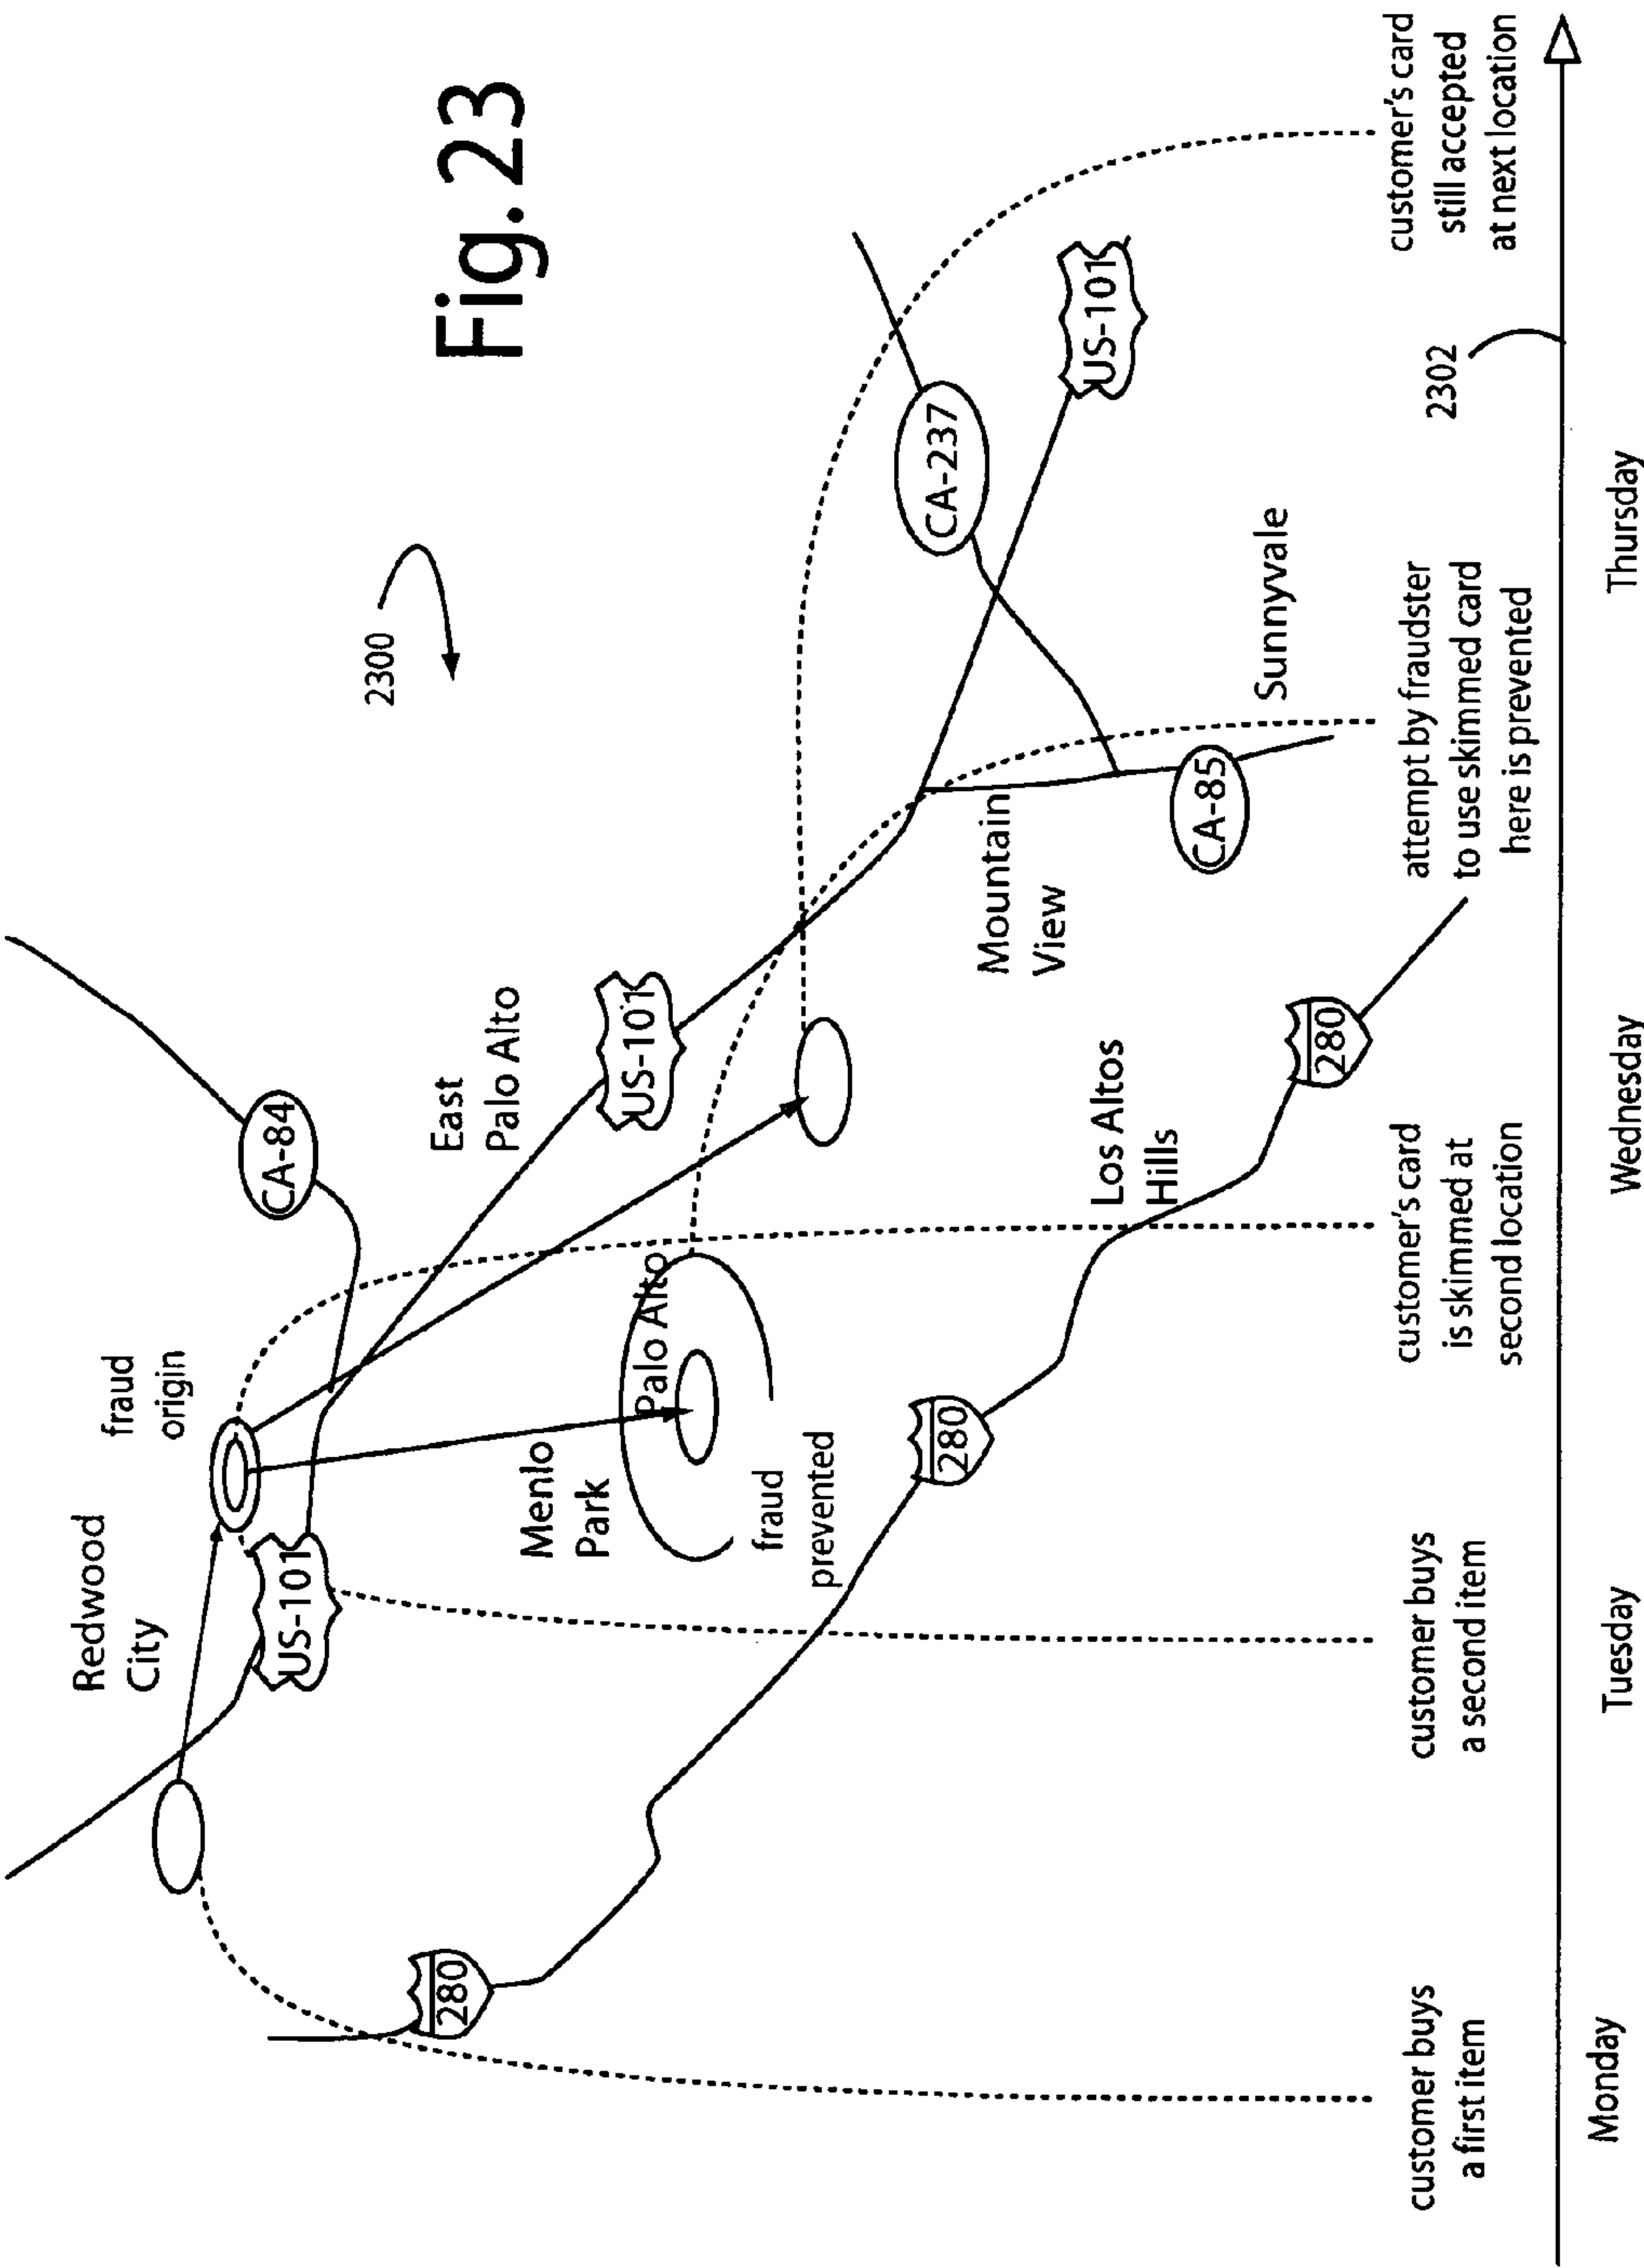 Fig. 23
2300
Redwood
City
fraud
origin
CA-84
US-101
East
Palo Alto
US-101
Menlo
Park
Palo Alto
fraud
prevented
280
280
Los Altos
Hills
280
Mountain
View
CA-85
Sunnyvale
CA-237
US-101
customer buys
a first item
customer buys
a second item
customer's card
is skimmed at
second location
attempt by fraudster
to use skimmed card
here is prevented
2302
customer's card
still accepted
at next location
Monday
Tuesday
Wednesday
Thursday